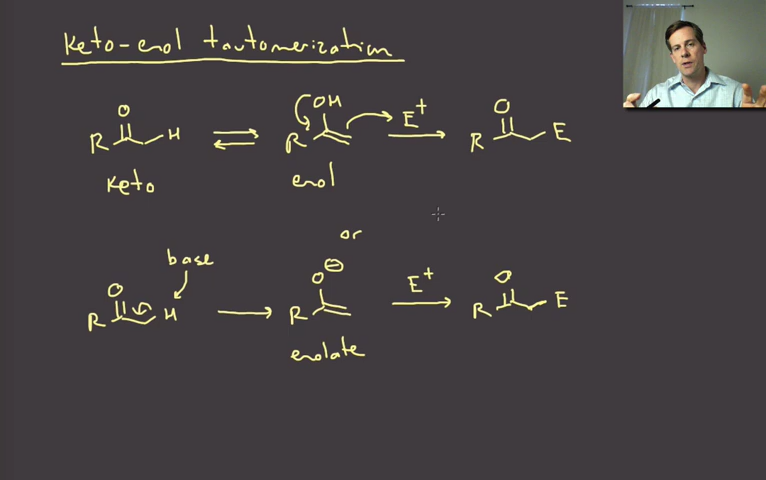 Keto-enol tautomerization
O OH E+ O
R H R R E
Keto enol
or
base
O O⊖ E+ O
R H R R E
enolate